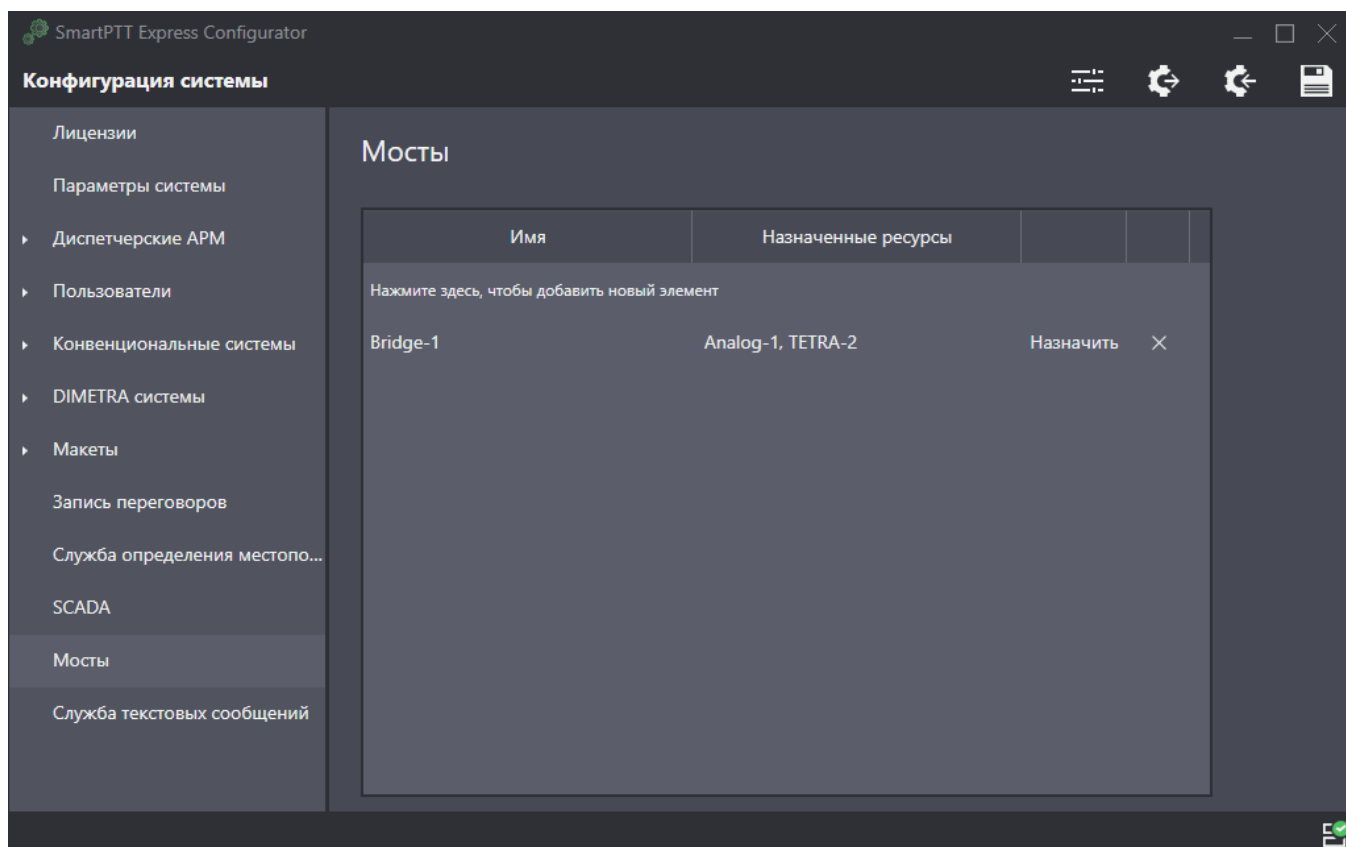 SmartPTT Express Configurator
Конфигурация системы
Лицензии
Параметры системы
Диспетчерские АРМ
Пользователи
Конвенциональные системы
DIMETRA системы
Макеты
Запись переговоров
Служба определения местопо...
SCADA
Мосты
Служба текстовых сообщений
Мосты
Имя Назначенные ресурсы
Нажмите здесь, чтобы добавить новый элемент
Bridge-1 Analog-1, TETRA-2 Назначить